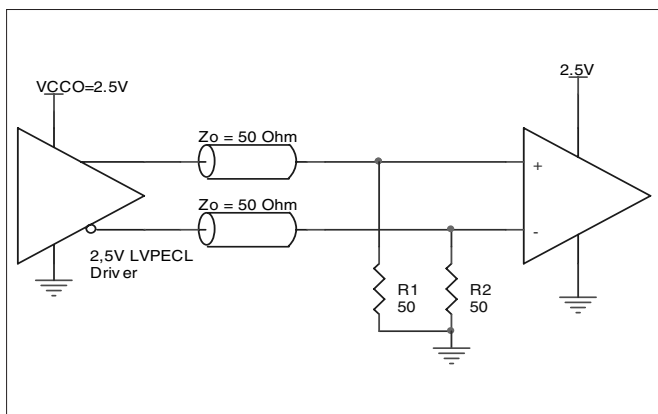 VCCO=2.5V
2.5V
Zo = 50 Ohm
+
Zo = 50 Ohm
-
2,5V LVPECL
Driver
R1
50
R2
50